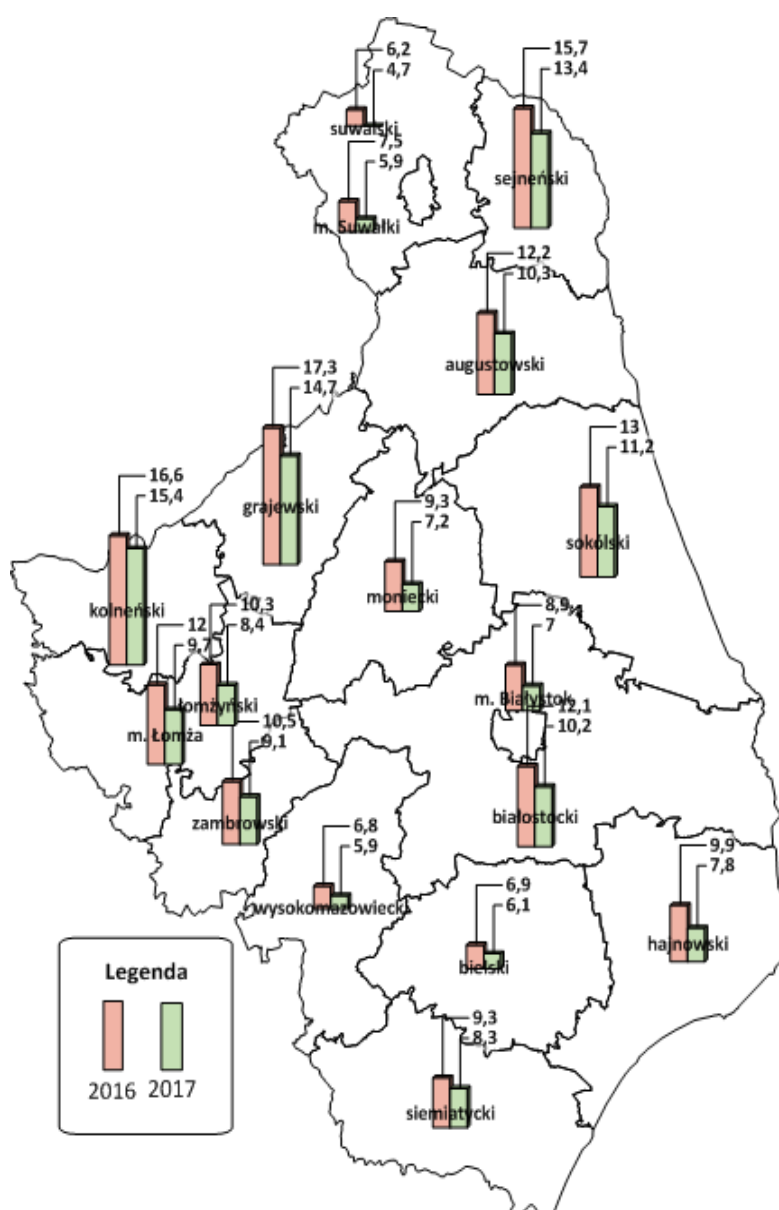 6,2
4,7
suwalski
15,7
13,4
sejneński
7,5
5,9
m. Suwałki
12,2
10,3
augustowski
17,3
14,7
grajewski
13
11,2
sokólski
16,6
15,4
kolneński
9,3
7,2
moniecki
10,3
8,4
łomżyński
12
9,7
m. Łomża
8,9
7
m. Białystok
12,1
10,2
białostocki
10,5
9,1
zambrowski
6,8
5,9
wysokomazowiecki
9,9
7,8
hajnowski
6,9
6,1
bielski
9,3
8,3
siemiatycki
Legenda
2016
2017